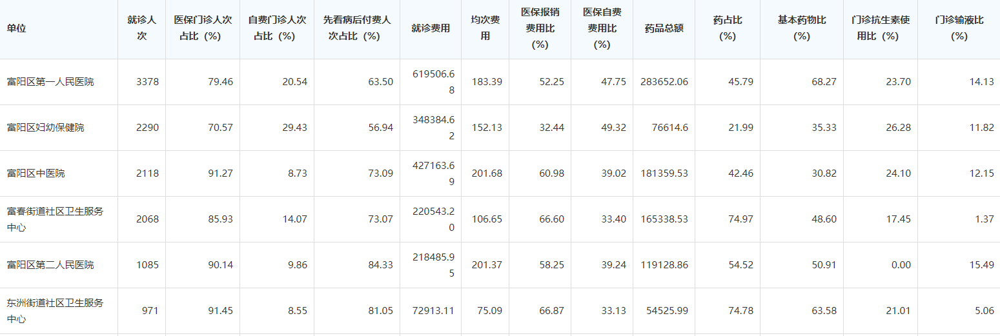 单位 就诊人次 医保门诊人次占比（%） 自费门诊人次占比（%） 先看病后付费人次占比（%） 就诊费用 均次费用 医保报销费用比（%） 医保自费费用比（%） 药品总额 药占比（%） 基本药物比（%） 门诊抗生素使用比（%） 门诊输液比（%）
富阳区第一人民医院 3378 79.46 20.54 63.50 619506.68 183.39 52.25 47.75 283652.06 45.79 68.27 23.70 14.13
富阳区妇幼保健院 2290 70.57 29.43 56.94 348384.62 152.13 32.44 49.32 76614.6 21.99 35.33 26.28 11.82
富阳区中医院 2118 91.27 8.73 73.09 427163.69 201.68 60.98 39.02 181359.53 42.46 30.82 24.10 12.15
富春街道社区卫生服务中心 2068 85.93 14.07 73.07 220543.20 106.65 66.60 33.40 165338.53 74.97 48.60 17.45 1.37
富阳区第二人民医院 1085 90.14 9.86 84.33 218485.95 201.37 58.25 39.24 119128.86 54.52 50.91 0.00 15.49
东洲街道社区卫生服务中心 971 91.45 8.55 81.05 72913.11 75.09 66.87 33.13 54525.99 74.78 63.58 21.01 5.06